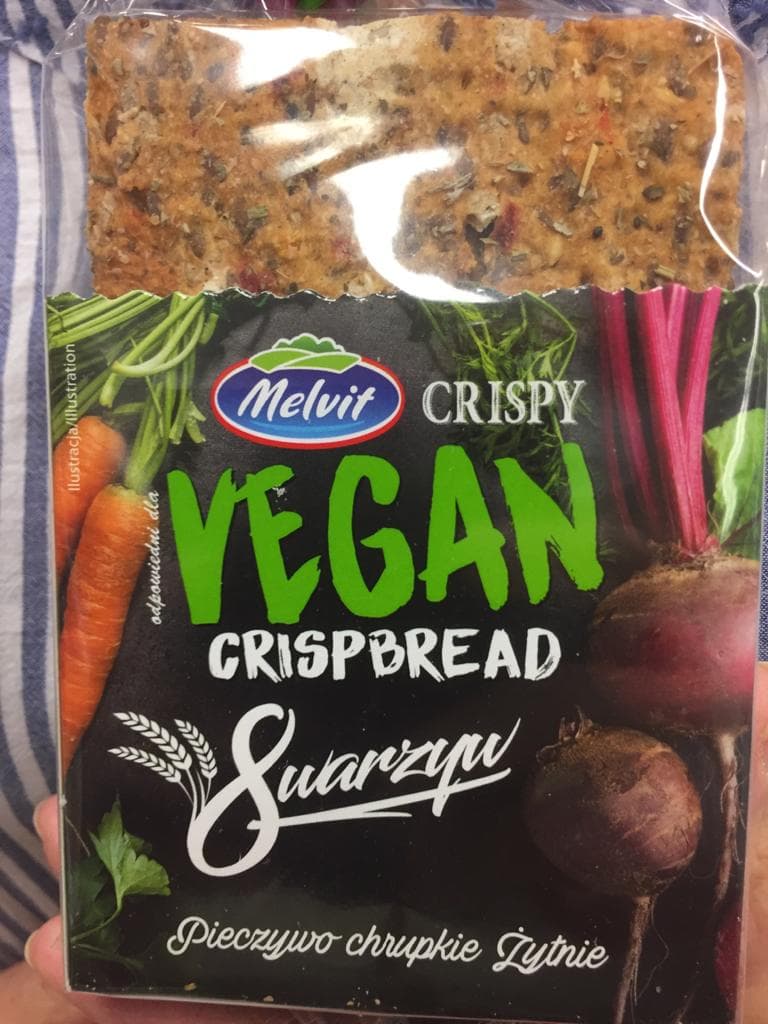 Ilustracja/Illustration
Melvit
CRISPY
odpowiedni dla
VEGAN
CRISPBREAD
8 warzyw
Pieczywo chrupkie Żytnie